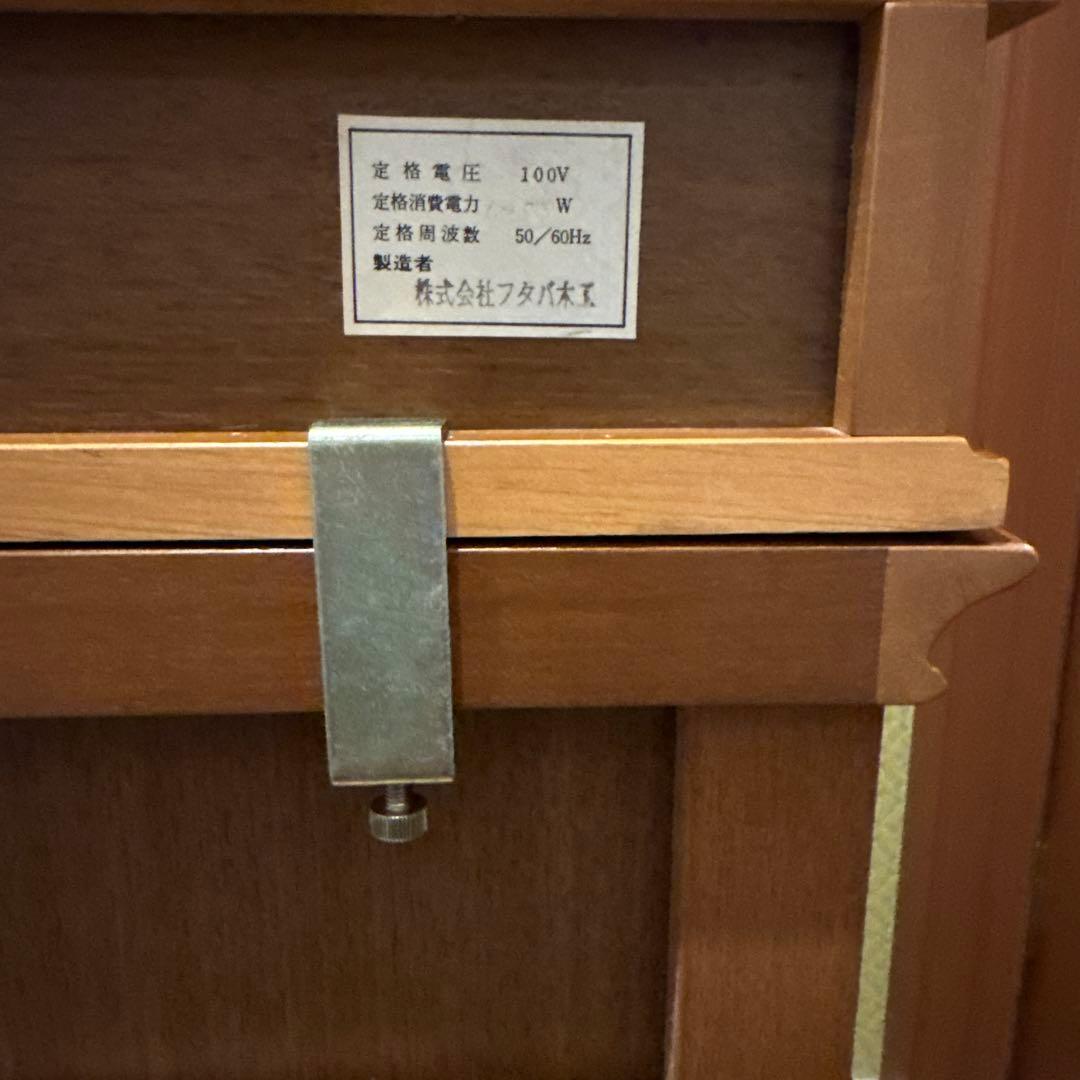 定格電圧 100V
定格消費電力 W
定格周波数 50/60Hz
製造者
株式会社フタバ木工